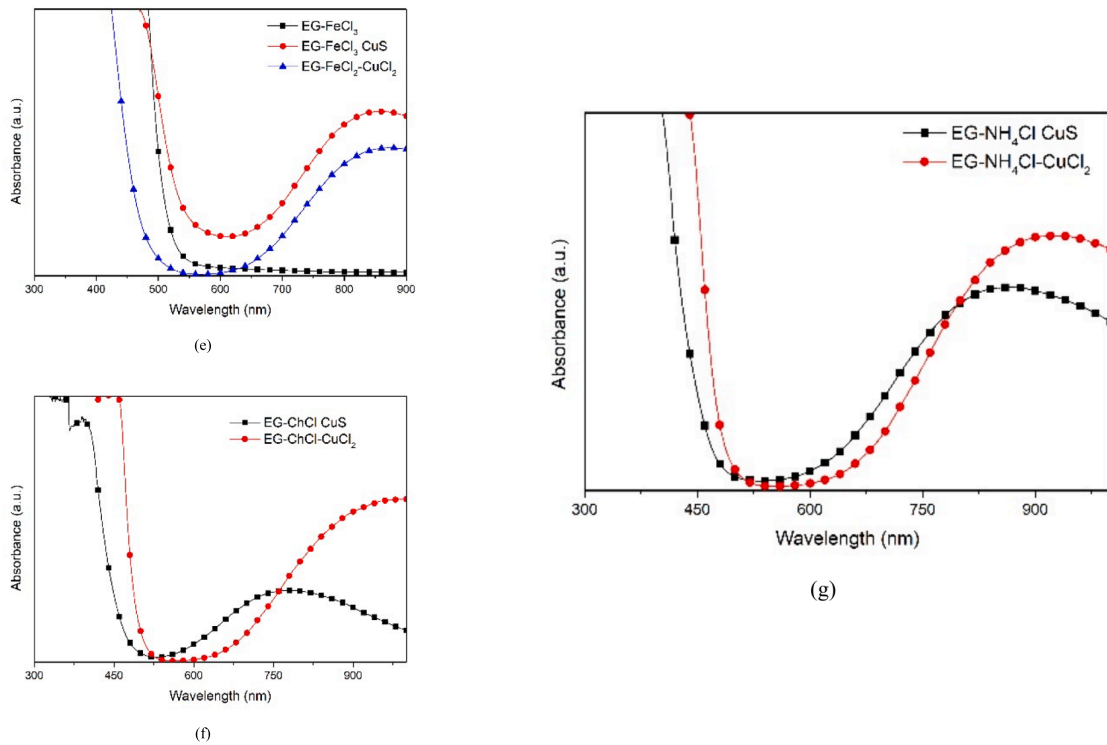 EG-FeCl₃
EG-FeCl₃ CuS
EG-FeCl₂-CuCl₂
Absorbance (a.u.)
300 400 500 600 700 800 900
Wavelength (nm)
(e)
EG-ChCl CuS
EG-ChCl-CuCl₂
Absorbance (a.u.)
300 450 600 750 900
Wavelength (nm)
(f)
EG-NH₄Cl CuS
EG-NH₄Cl-CuCl₂
Absorbance (a.u.)
300 450 600 750 900
Wavelength (nm)
(g)